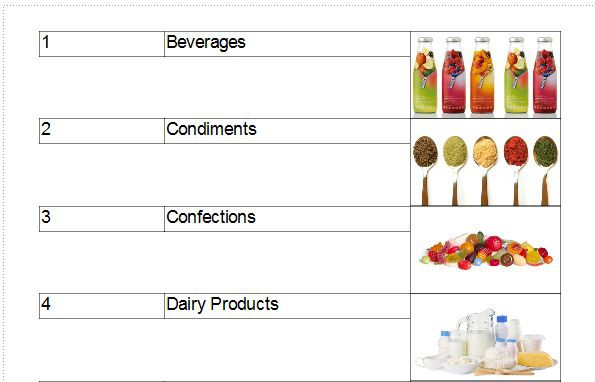 1 Beverages
2 Condiments
3 Confections
4 Dairy Products